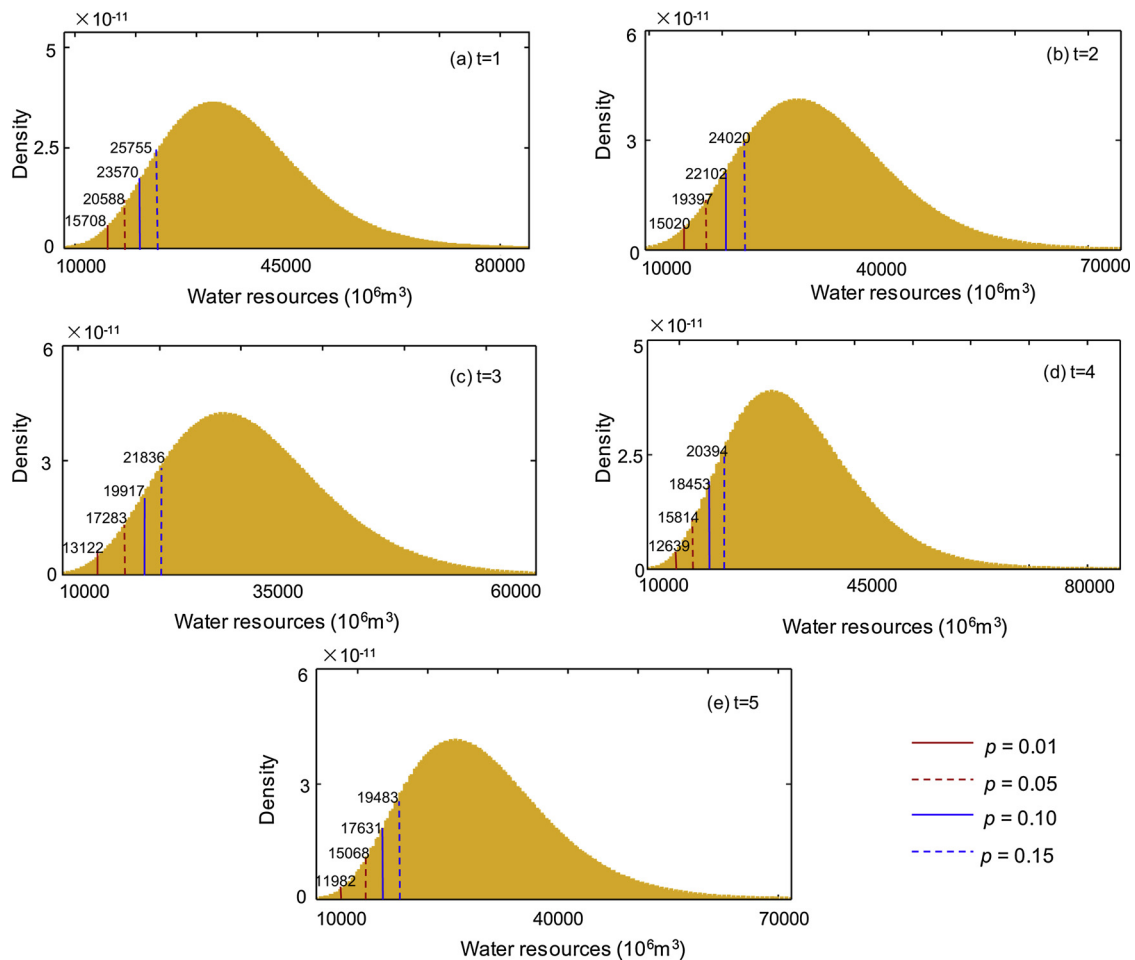 ×10⁻¹¹
5
2.5
0
Density
(a) t=1
25755
23570
20588
15708
10000 45000 80000
Water resources (10⁶m³)
×10⁻¹¹
6
3
0
Density
(b) t=2
24020
22102
19397
15020
10000 40000 70000
Water resources (10⁶m³)
×10⁻¹¹
6
3
0
Density
(c) t=3
21836
19917
17283
13122
10000 35000 60000
Water resources (10⁶m³)
×10⁻¹¹
5
2.5
0
Density
(d) t=4
20394
18453
15814
12639
10000 45000 80000
Water resources (10⁶m³)
×10⁻¹¹
6
3
0
Density
(e) t=5
19483
17631
15068
11982
10000 40000 70000
Water resources (10⁶m³)
p = 0.01
p = 0.05
p = 0.10
p = 0.15